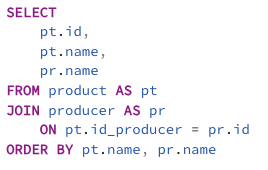 SELECT
    pt.id,
    pt.name,
    pr.name
FROM product AS pt
JOIN producer AS pr
    ON pt.id_producer = pr.id
ORDER BY pt.name, pr.name